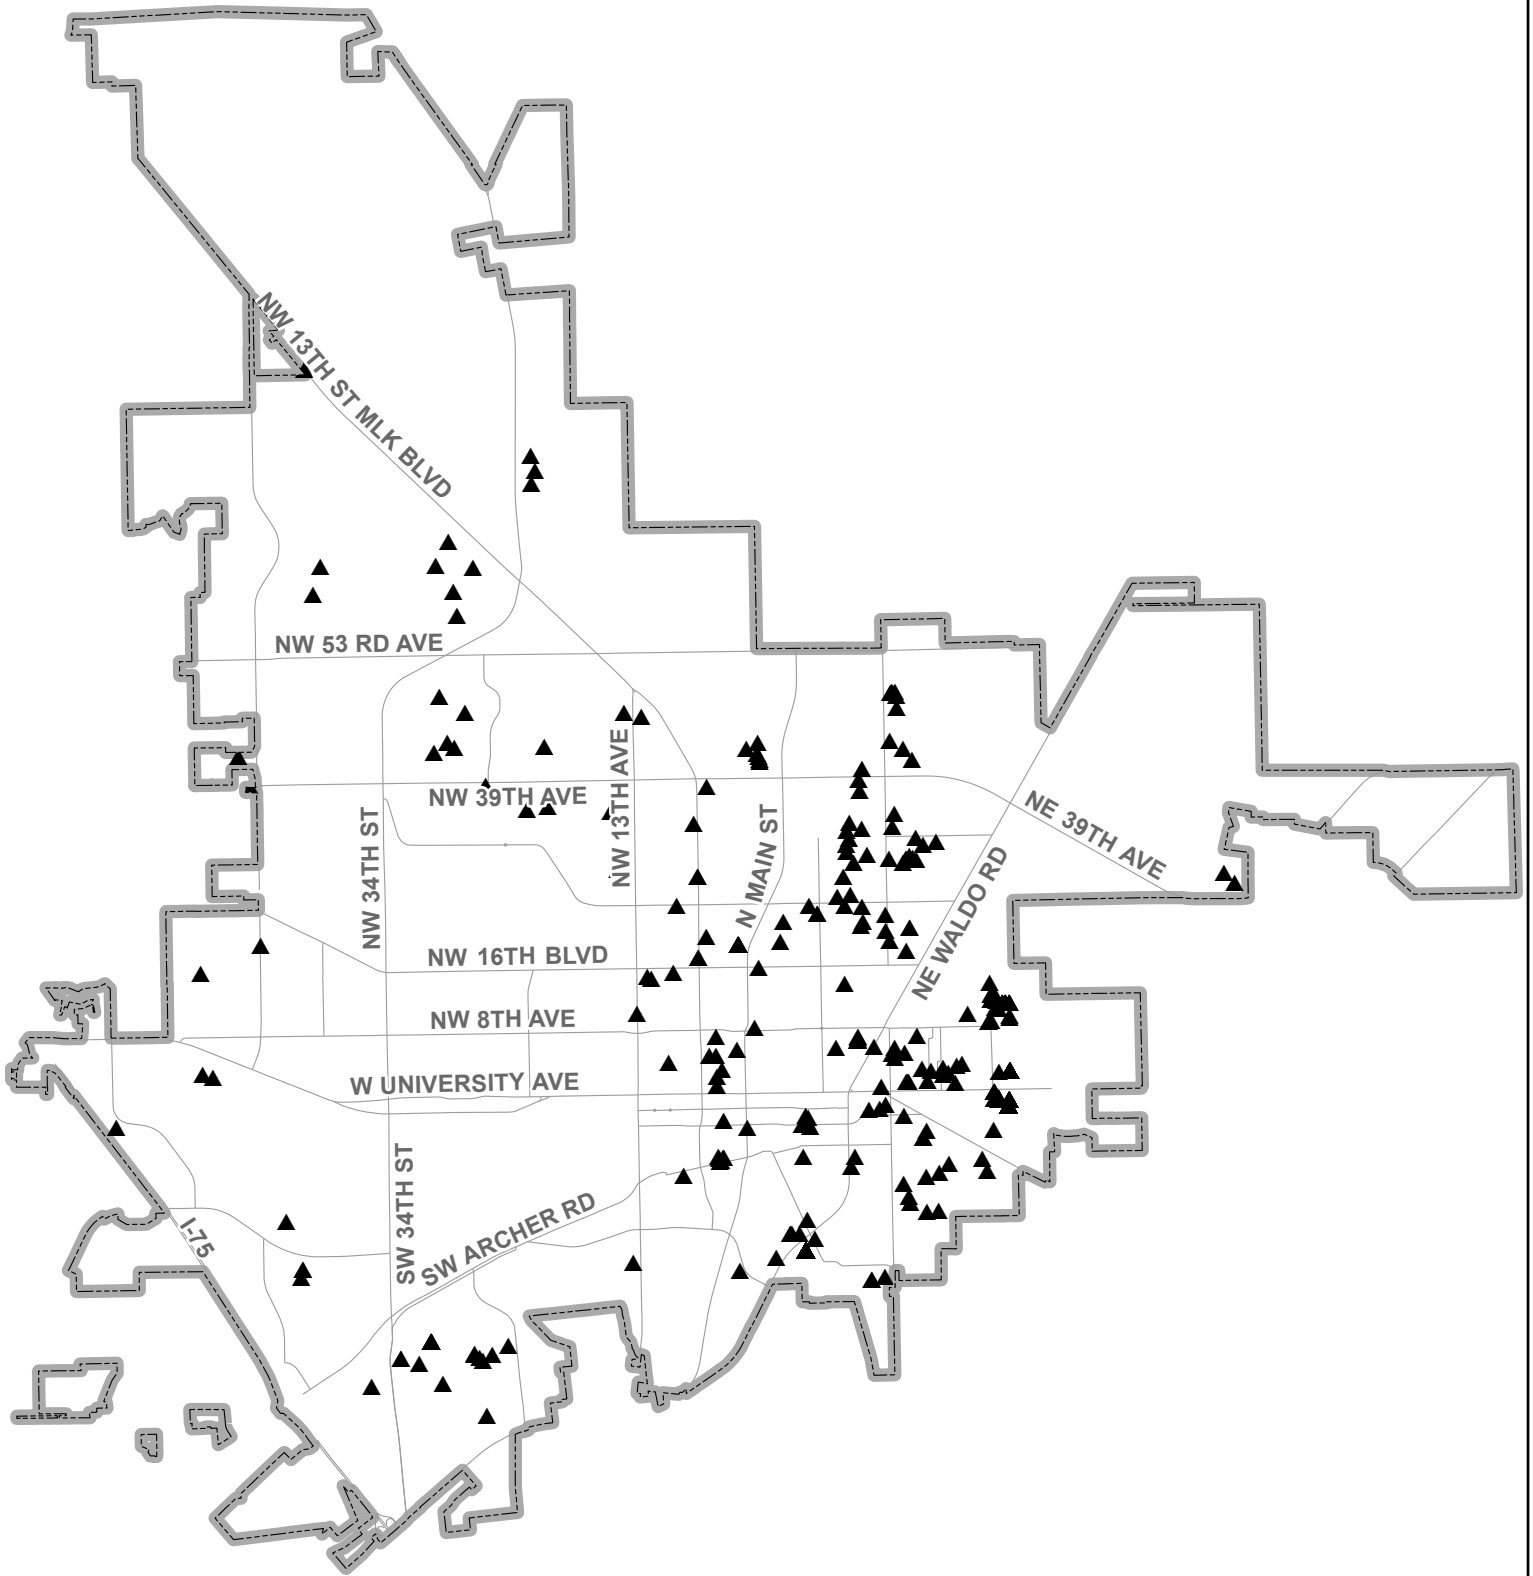 NW 13TH ST MLK BLVD
NW 53 RD AVE
NW 39TH AVE
NW 13TH AVE
NW 34TH ST
N MAIN ST
NE 39TH AVE
NE WALDO RD
NW 16TH BLVD
NW 8TH AVE
W UNIVERSITY AVE
SW 34TH ST
SW ARCHER RD
I-75